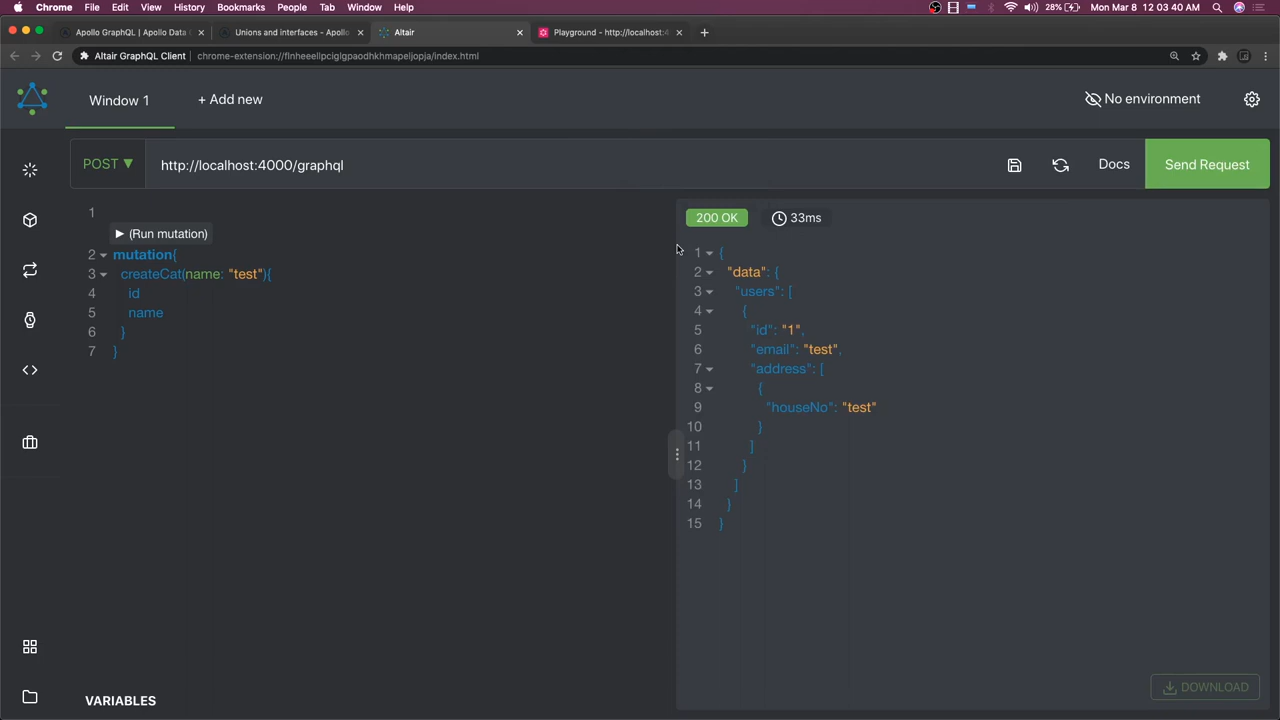 Chrome File Edit View History Bookmarks People Tab Window Help 28% Mon Mar 8 12 03 40 AM
Apollo GraphQL | Apollo Data Unions and interfaces - Apollo Altair Playground - http://localhost:4
Altair GraphQL Client chrome-extension://flnheeellpciglgpaodhkhmapeljopja/index.html
Window 1 + Add new No environment
POST ▼ http://localhost:4000/graphql Docs Send Request
1
▶ (Run mutation)
2 mutation{
3 createCat(name: "test"){
4 id
5 name
6 }
7 }
200 OK 33ms
1 {
2 "data": {
3 "users": [
4 {
5 "id": "1",
6 "email": "test",
7 "address": [
8 {
9 "houseNo": "test"
10 }
11 ]
12 }
13 ]
14 }
15 }
VARIABLES
DOWNLOAD